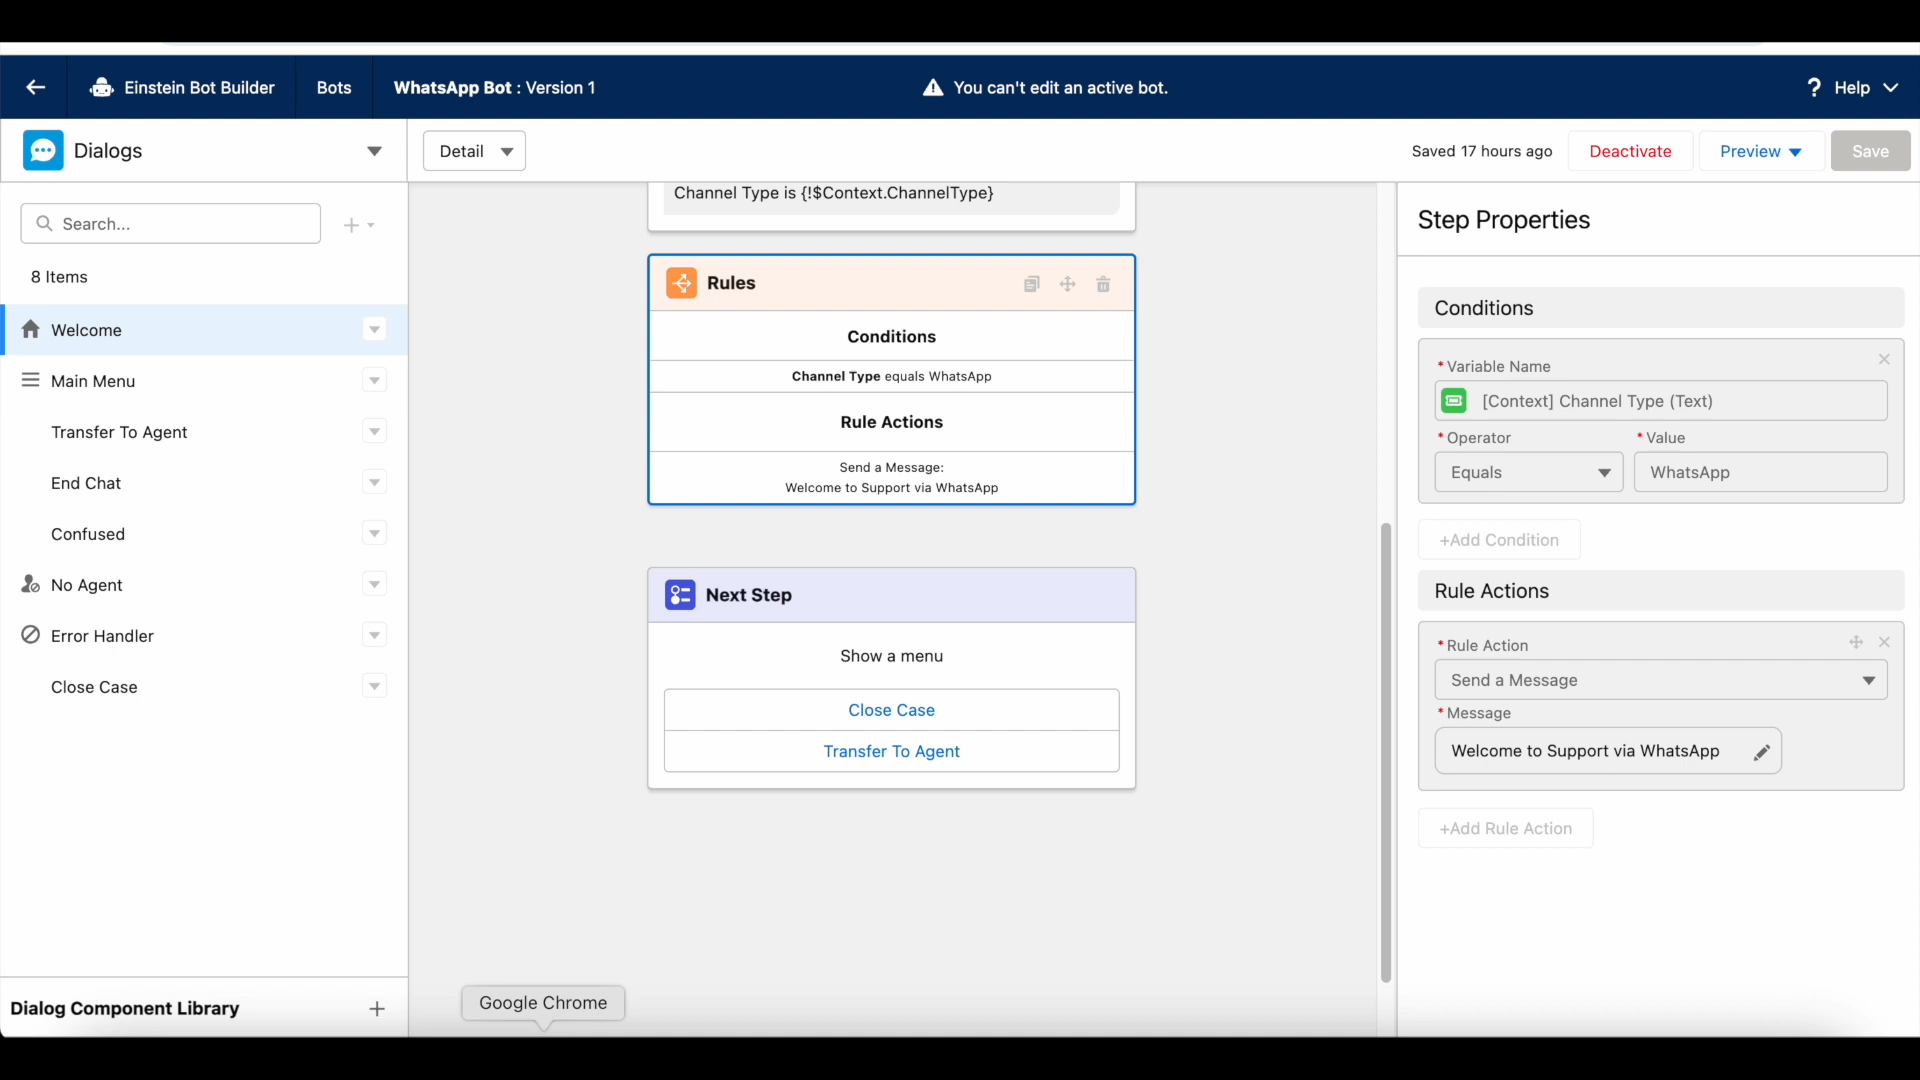 Einstein Bot Builder
Bots
WhatsApp Bot : Version 1
You can't edit an active bot.
? Help
Dialogs
Detail
Saved 17 hours ago
Deactivate
Preview
Save
Search...
8 Items
Welcome
Main Menu
Transfer To Agent
End Chat
Confused
No Agent
Error Handler
Close Case
Dialog Component Library
Channel Type is {!$Context.ChannelType}
Rules
Conditions
Channel Type equals WhatsApp
Rule Actions
Send a Message:
Welcome to Support via WhatsApp
Next Step
Show a menu
Close Case
Transfer To Agent
Google Chrome
Step Properties
Conditions
*Variable Name
[Context] Channel Type (Text)
*Operator
*Value
Equals
WhatsApp
+Add Condition
Rule Actions
*Rule Action
Send a Message
*Message
Welcome to Support via WhatsApp
+Add Rule Action